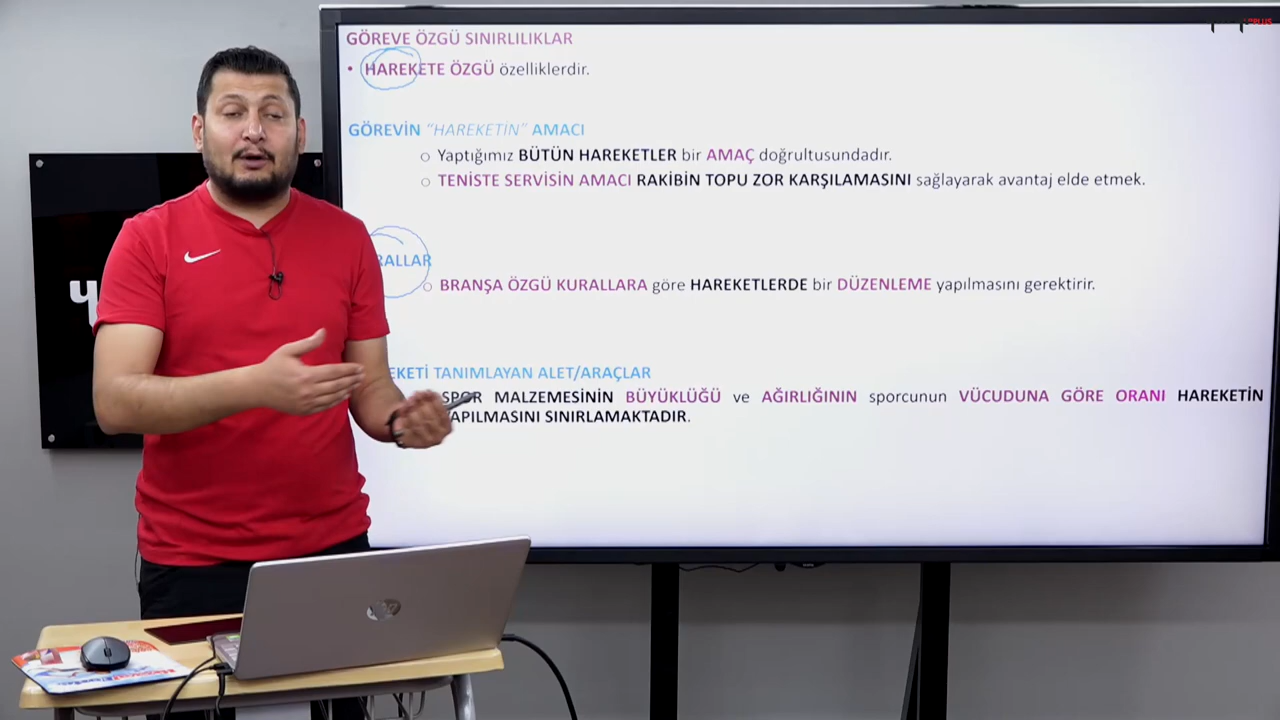 GÖREVE ÖZGÜ SINIRLILIKLAR
• HAREKETE ÖZGÜ özelliklerdir.
GÖREVİN “HAREKETİN” AMACI
○ Yaptığımız BÜTÜN HAREKETLER bir AMAÇ doğrultusundadır.
○ TENİSTE SERVİSİN AMACI RAKİBİN TOPU ZOR KARŞILAMASINI sağlayarak avantaj elde etmek.
RALLAR
○ BRANŞA ÖZGÜ KURALLARA göre HAREKETLERDE bir DÜZENLEME yapılmasını gerektirir.
EKETİ TANIMLAYAN ALET/ARAÇLAR
SPOR MALZEMESİNİN BÜYÜKLÜĞÜ ve AĞIRLIĞININ sporcunun VÜCUDUNA GÖRE ORANI HAREKETİN
APILMASINI SINIRLAMAKTADIR.
hp
PLUS